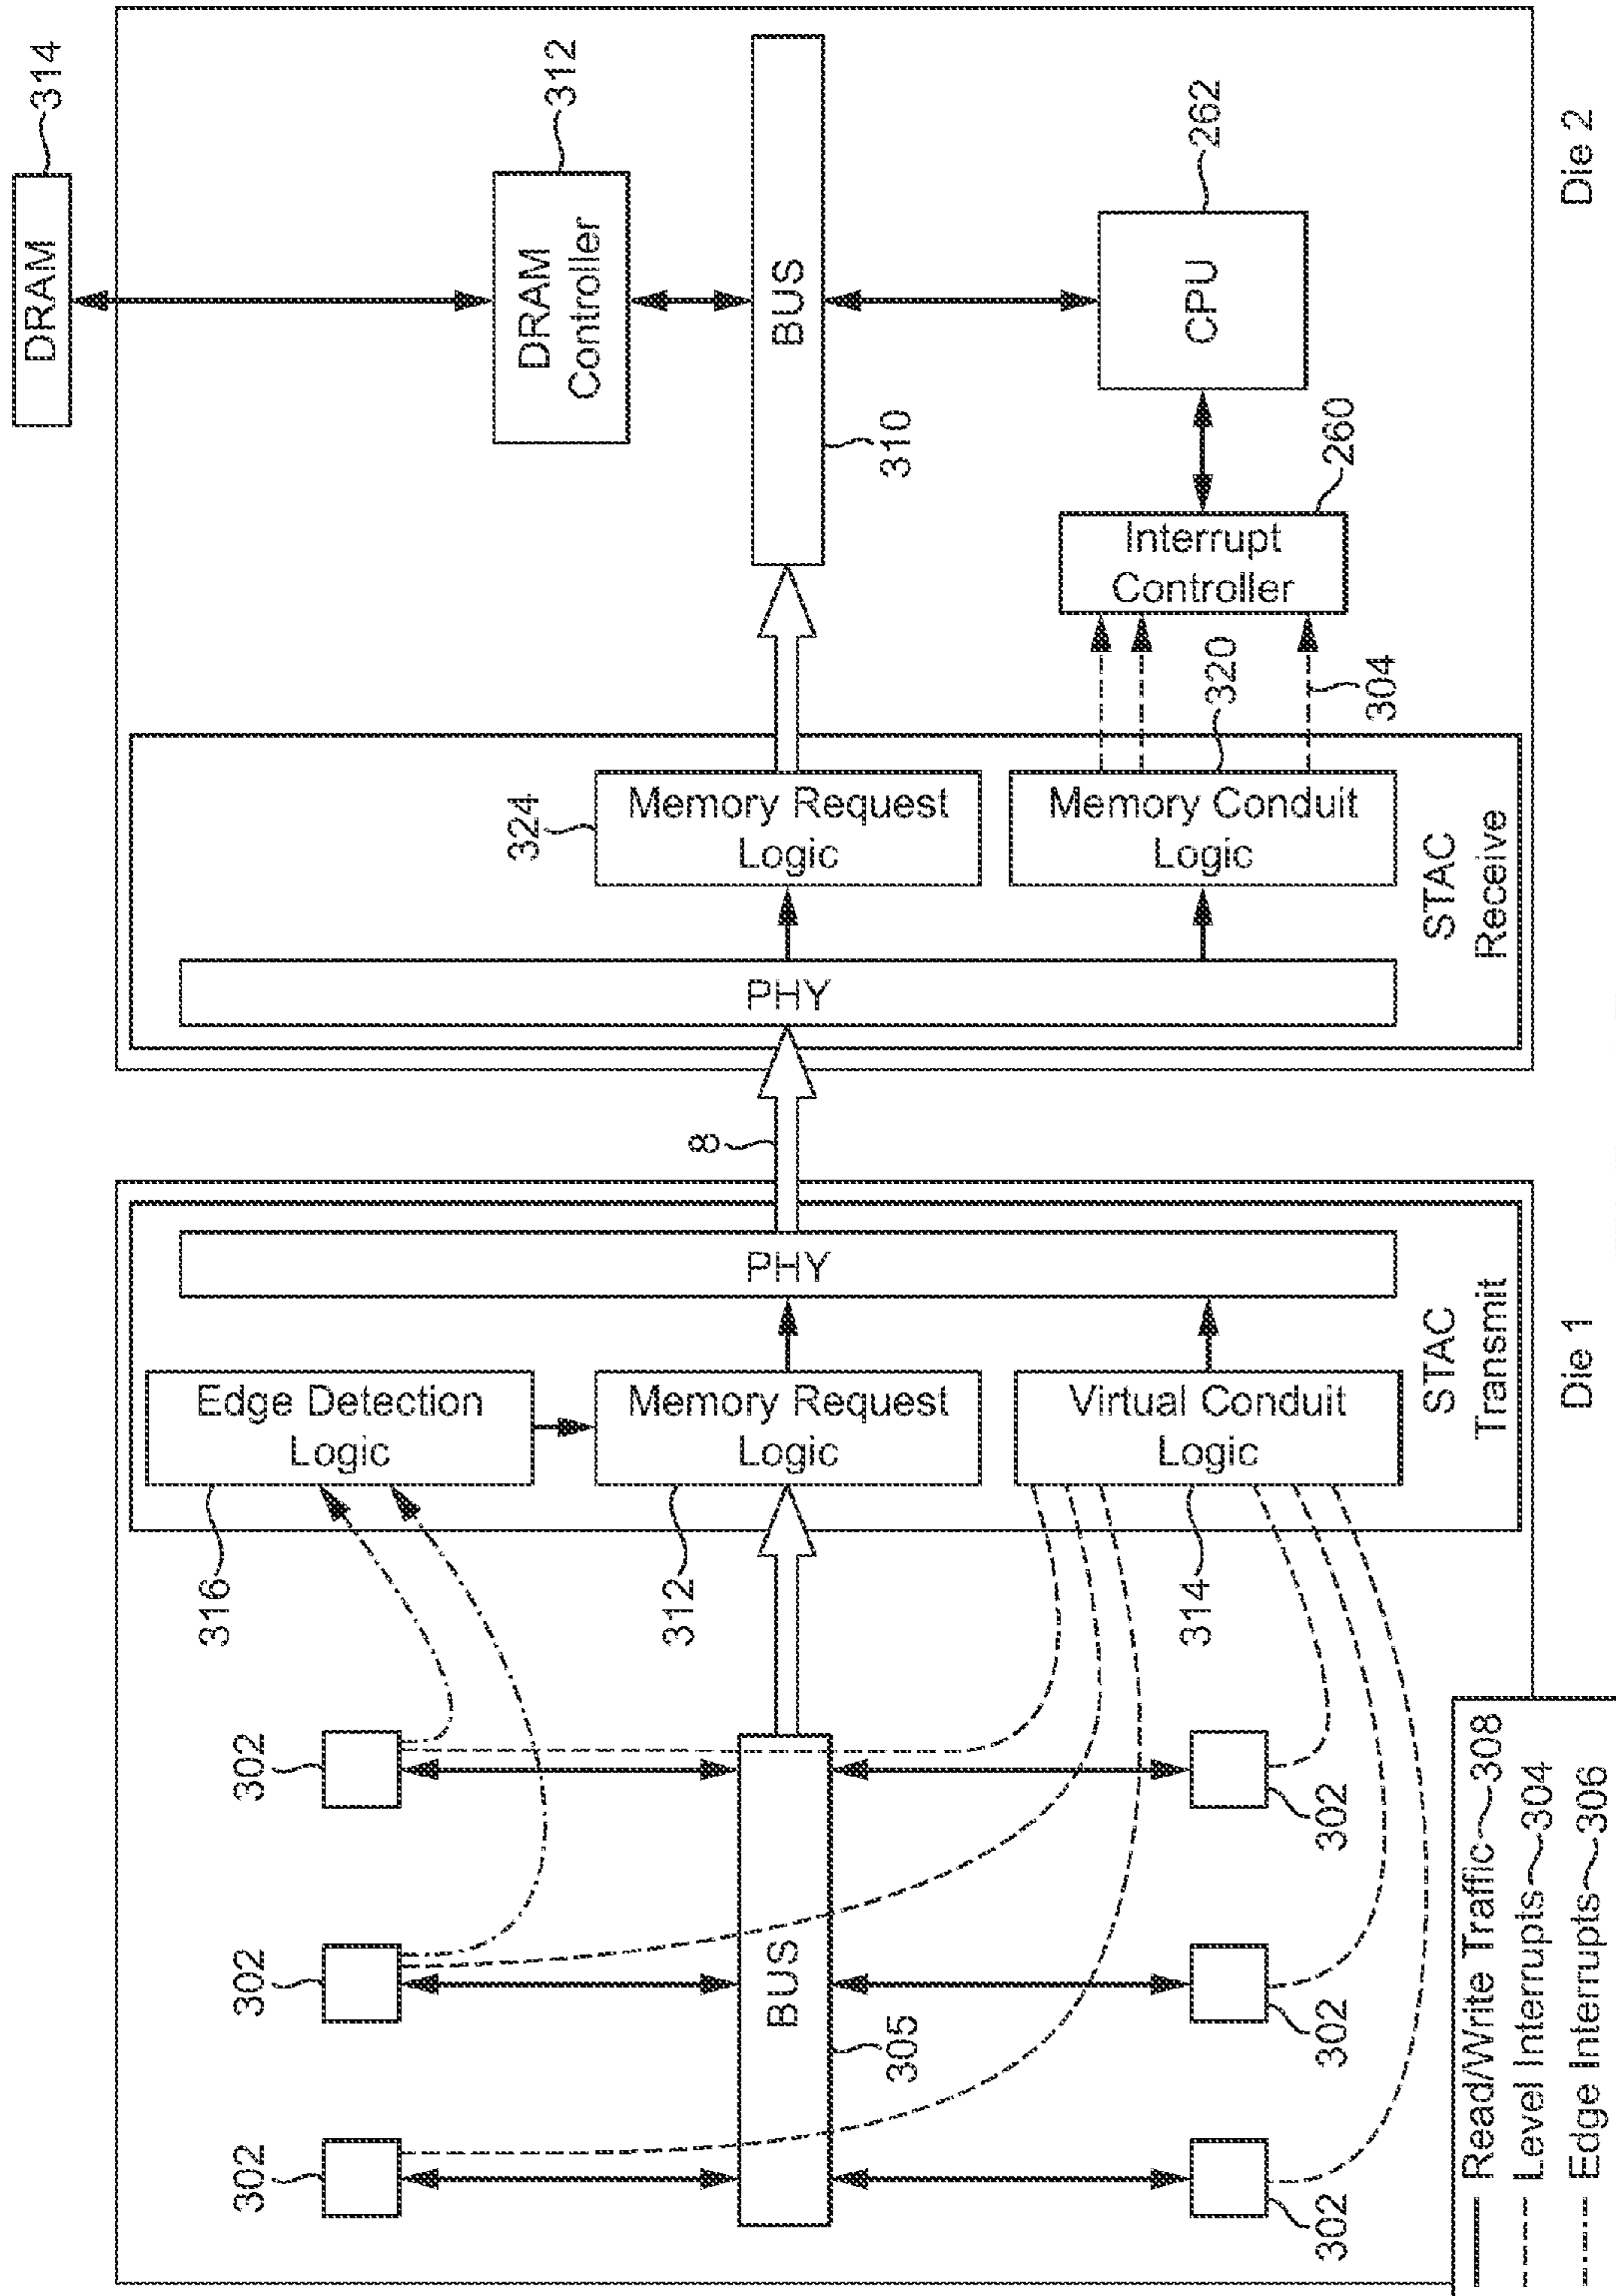 302
302
302
316
Edge Detection
Logic
BUS
305
312
Memory Request
Logic
PHY
302
302
302
314
Virtual Conduit
Logic
STAC
Transmit
Die 1
8
PHY
324
Memory Request
Logic
Memory Conduit
Logic
320
STAC
Receive
304
DRAM
314
DRAM
Controller
312
BUS
310
Interrupt
Controller
260
CPU
262
Die 2
Read/Write Traffic 308
Level Interrupts 304
Edge Interrupts 306